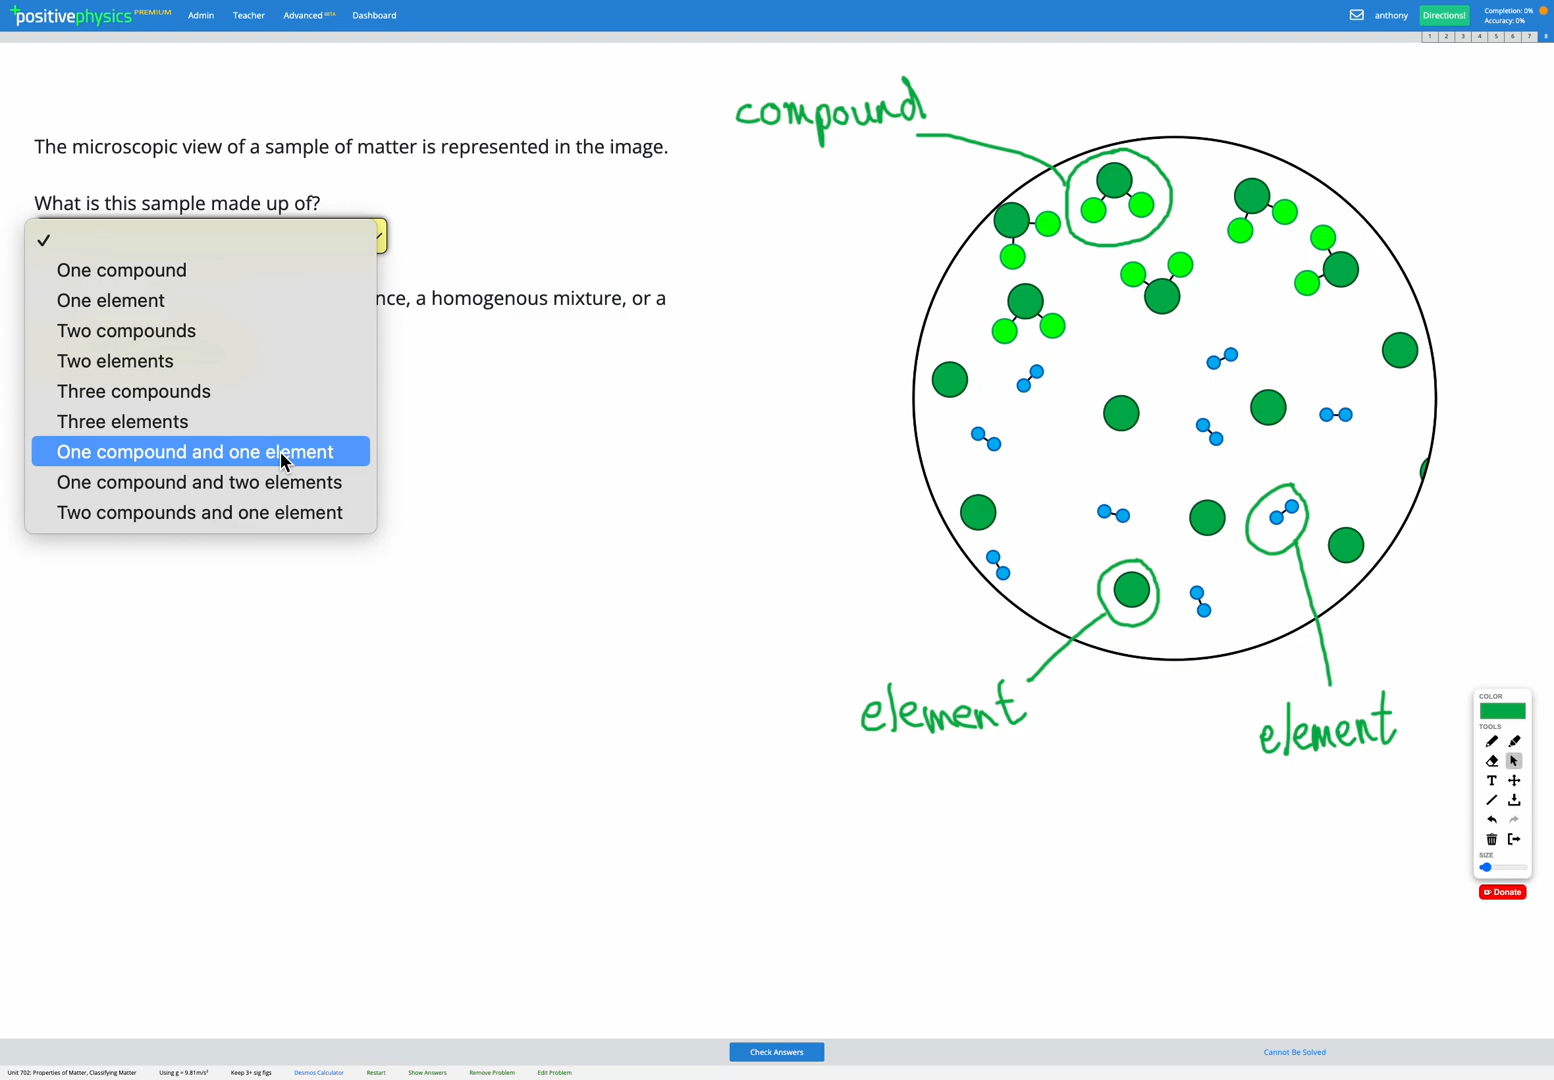 +positivephysics PREMIUM Admin Teacher Advanced BETA Dashboard anthony Directions! Completion: 0%
Accuracy: 0%
1 2 3 4 5 6 7 8
compound
The microscopic view of a sample of matter is represented in the image.
What is this sample made up of?
✓
One compound
One element
nce, a homogenous mixture, or a
Two compounds
Two elements
Three compounds
Three elements
One compound and one element
One compound and two elements
Two compounds and one element
element
element
COLOR
TOOLS
T
SIZE
Donate
Check Answers Cannot Be Solved
Unit 702: Properties of Matter, Classifying Matter Using g = 9.81m/s² Keep 3+ sig figs Desmos Calculator Restart Show Answers Remove Problem Edit Problem